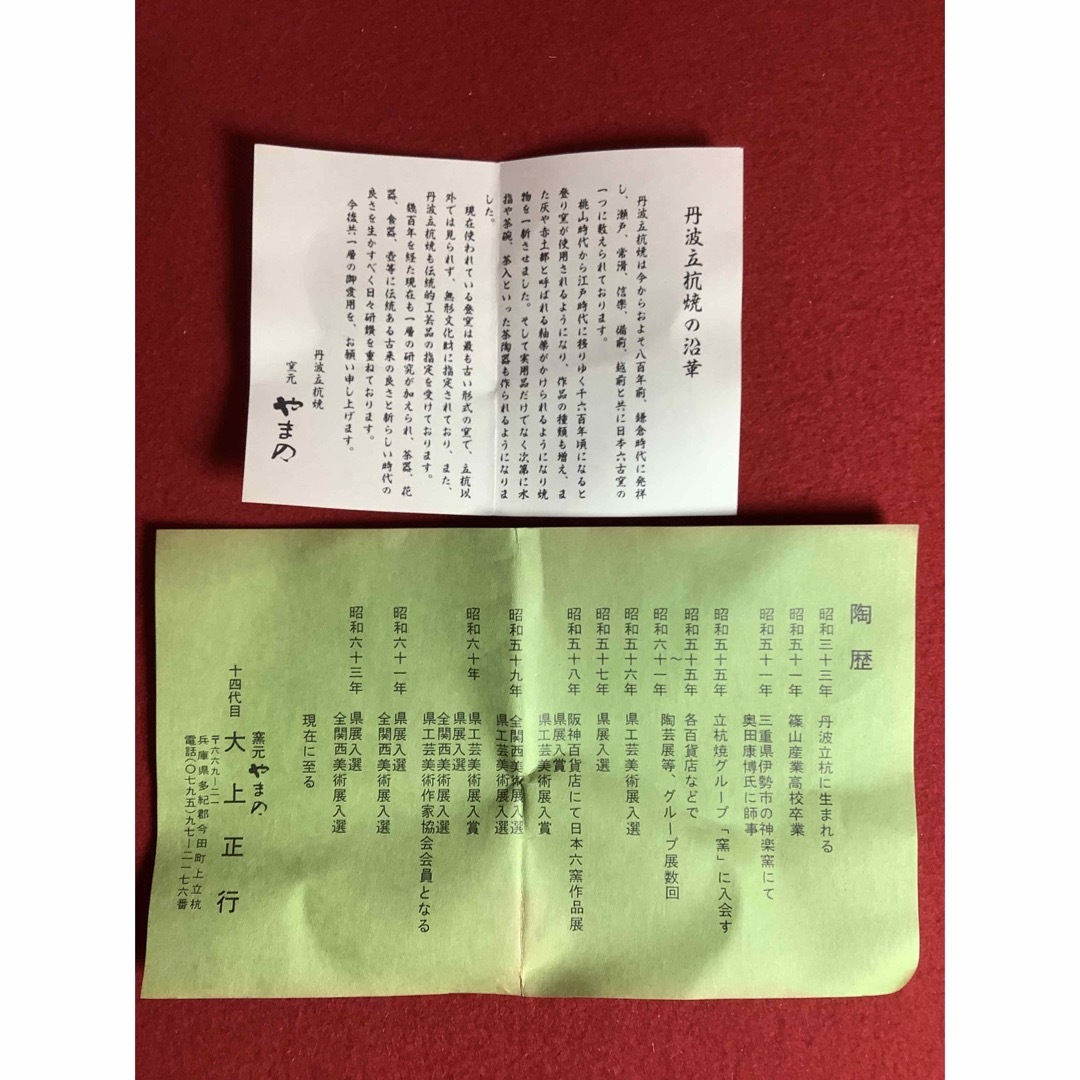 丹波立杭焼の沿革
丹波立杭焼は今からおよそ八百年前、鎌倉時代に発祥
し、瀬戸、常滑、信楽、備前、越前と共に日本六古窯の
一つに数えられております。
桃山時代から江戸時代に移りゆく千六百年頃になると
登り窯が使用されるようになり、作品の種類も増え、ま
た灰や赤土部と呼ばれる釉薬がかけられるようになり焼
物を一新させました。そして実用品だけでなく次第に水
指や茶碗、茶入といった茶陶器も作られるようになりま
した。
現在使われている登窯は最も古い形式の窯で、立杭以
外では見られず、無形文化財に指定されており、また、
丹波立杭焼も伝統的工芸品の指定を受けております。
幾百年を経た現在も一層の研究が加えられ、茶器、花
器、食器、壺等に伝統ある古来の良さと新らしい時代の
良さを生かすべく日々研鑽を重ねております。
今後共一層の御愛用を、お願い申し上げます。
丹波立杭焼
窯元 やまの
陶歴
昭和三十三年 丹波立杭に生まれる
昭和五十一年 篠山産業高校卒業
昭和五十一年 三重県伊勢市の神楽窯にて
奥田康博氏に師事
昭和五十五年 立杭焼グループ「窯」に入会す
昭和五十五年 各百貨店などで
〜
昭和六十一年 陶芸展等、グループ展数回
昭和五十六年 県工芸美術展入選
昭和五十七年 県展入選
昭和五十八年 阪神百貨店にて日本六窯作品展
県展入賞
県工芸美術展入賞
昭和五十九年 全関西美術展入選
県工芸美術展入選
昭和六十年 県工芸美術展入賞
県展入選
全関西美術展入選
県工芸美術作家協会会員となる
昭和六十一年 県展入選
全関西美術展入選
昭和六十三年 県展入選
全関西美術展入選
現在に至る
窯元 やまの
十四代目 大上正行
〒六六九ー二一
兵庫県多紀郡今田町上立杭
電話(〇七九五)九七ー二一七六番